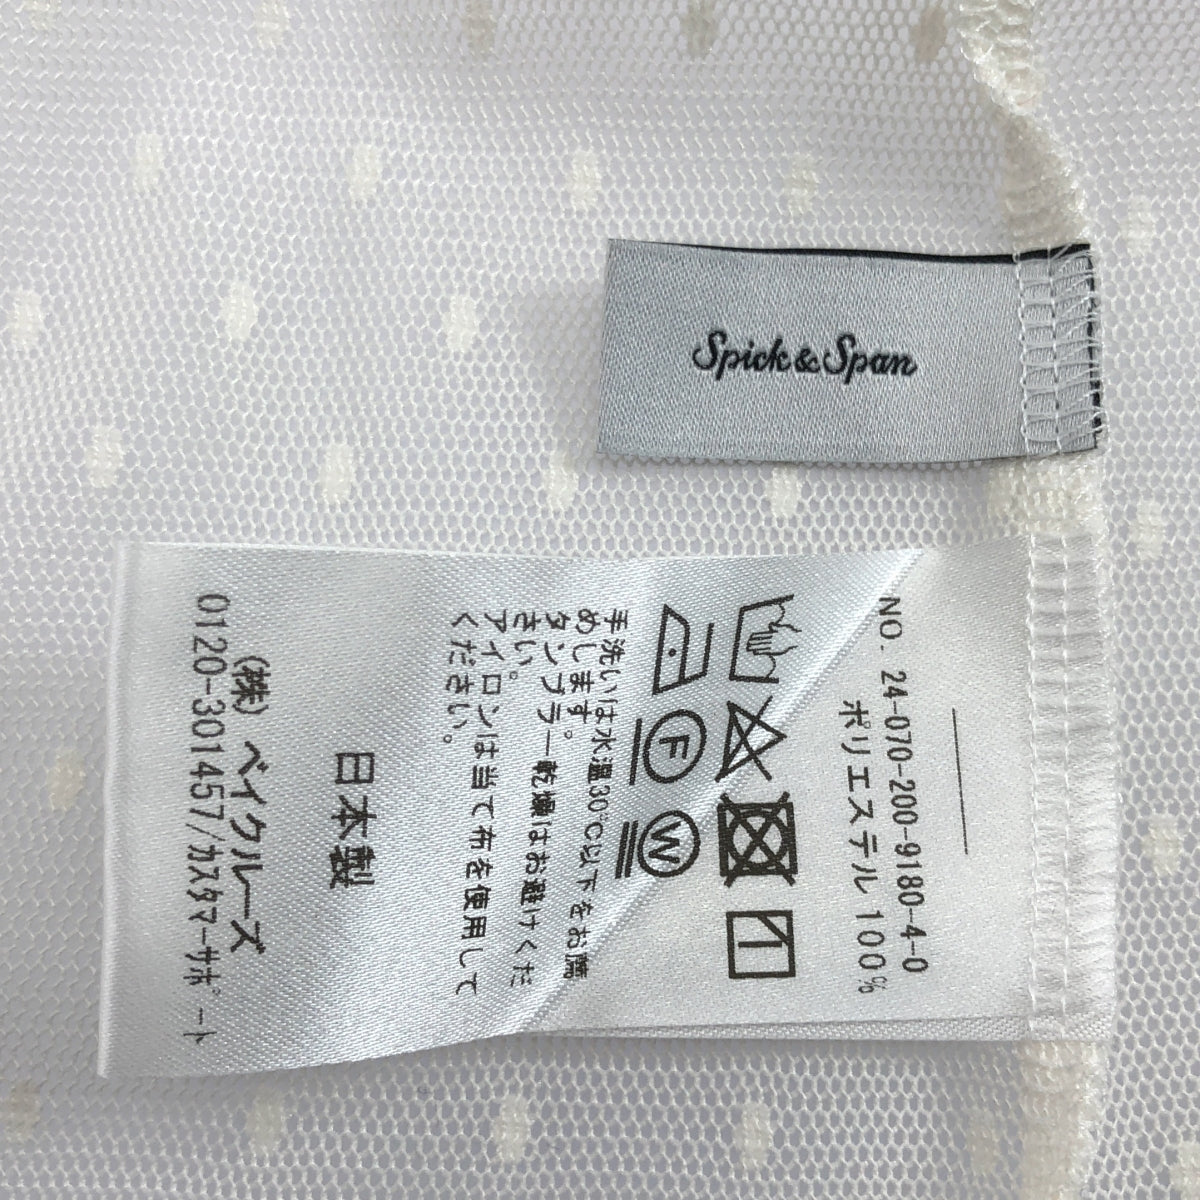 Spick&Span
NO. 24-070-200-9180-4-0
ポリエステル 100%
F
W
手洗いは水温30℃以下をお薦
めします。
タンブラー乾燥はお避けくだ
さい。
アイロンは当て布を使用して
ください。
日本製
(株) ベイクルーズ
0120-301457/ｶｽﾀﾏｰｻﾎﾟｰﾄ